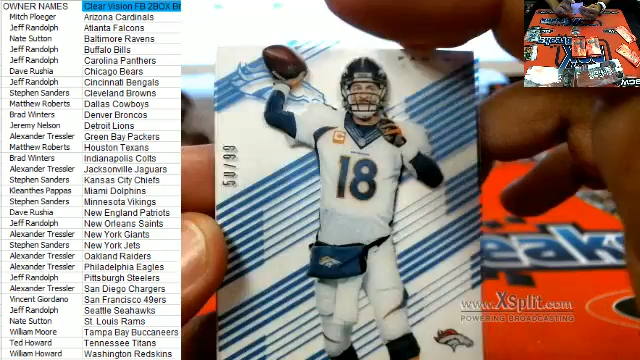 OWNER NAMES Clear Vision FB 2BOX Br
Mitch Ploeger Arizona Cardinals
Jeff Randolph Atlanta Falcons
Nate Sutton Baltimore Ravens
Jeff Randolph Buffalo Bills
Jeff Randolph Carolina Panthers
Dave Rushia Chicago Bears
Jeff Randolph Cincinnati Bengals
Stephen Sanders Cleveland Browns
Matthew Roberts Dallas Cowboys
Brad Winters Denver Broncos
Jeremy Nelson Detroit Lions
Alexander Tressler Green Bay Packers
Matthew Roberts Houston Texans
Brad Winters Indianapolis Colts
Alexander Tressler Jacksonville Jaguars
Stephen Sanders Kansas City Chiefs
Kleanthes Pappas Miami Dolphins
Stephen Sanders Minnesota Vikings
Dave Rushia New England Patriots
Jeff Randolph New Orleans Saints
Alexander Tressler New York Giants
Stephen Sanders New York Jets
Alexander Tressler Oakland Raiders
Alexander Tressler Philadelphia Eagles
Jeff Randolph Pittsburgh Steelers
Alexander Tressler San Diego Chargers
Vincent Giordano San Francisco 49ers
Jeff Randolph Seattle Seahawks
Nate Sutton St. Louis Rams
William Moore Tampa Bay Buccaneers
Ted Howard Tennessee Titans
William Howard Washington Redskins
50/99
18
C
www.XSplit.com
POWERING BROADCASTING